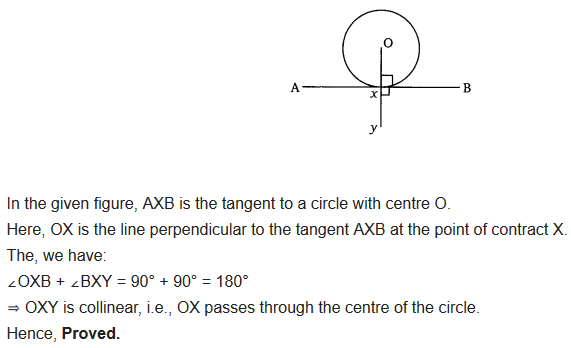 O
A
B
x
y
In the given figure, AXB is the tangent to a circle with centre O.
Here, OX is the line perpendicular to the tangent AXB at the point of contract X.
The, we have:
∠OXB + ∠BXY = 90° + 90° = 180°
⇒ OXY is collinear, i.e., OX passes through the centre of the circle.
Hence, Proved.